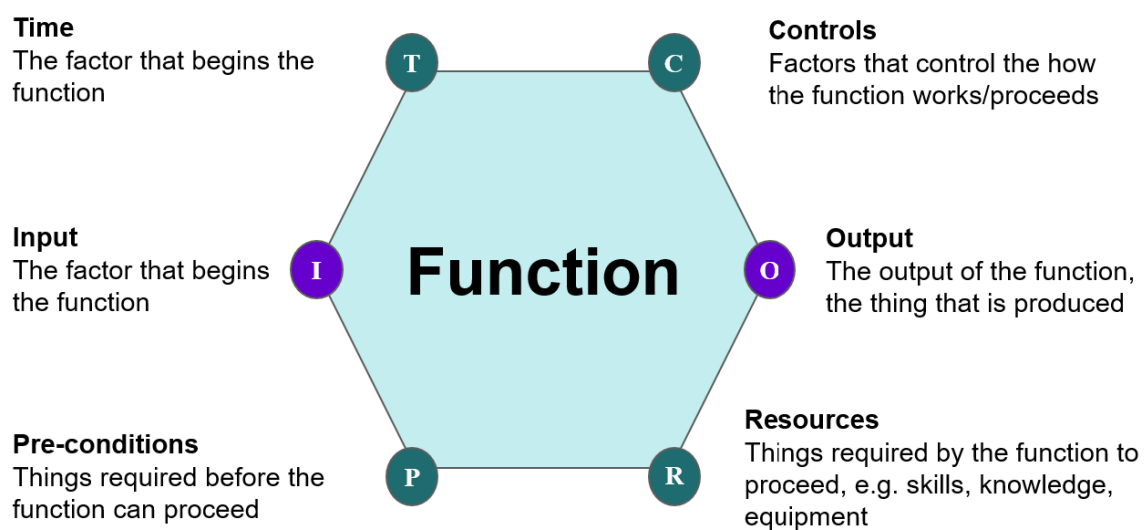 Time
The factor that begins the
function
T
C
Controls
Factors that control the how
the function works/proceeds
Input
The factor that begins
the function
I
Function
O
Output
The output of the function,
the thing that is produced
Pre-conditions
Things required before the
function can proceed
P
R
Resources
Things required by the function to
proceed, e.g. skills, knowledge,
equipment